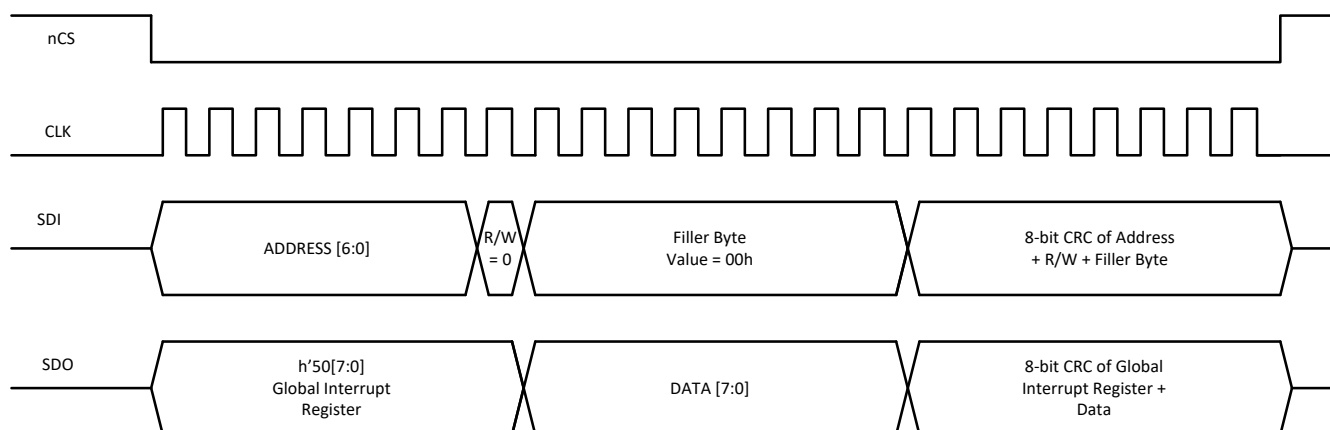 nCS
CLK
SDI
ADDRESS [6:0]
R/W
= 0
Filler Byte
Value = 00h
8-bit CRC of Address
+ R/W + Filler Byte
SDO
h’50[7:0]
Global Interrupt
Register
DATA [7:0]
8-bit CRC of Global
Interrupt Register +
Data